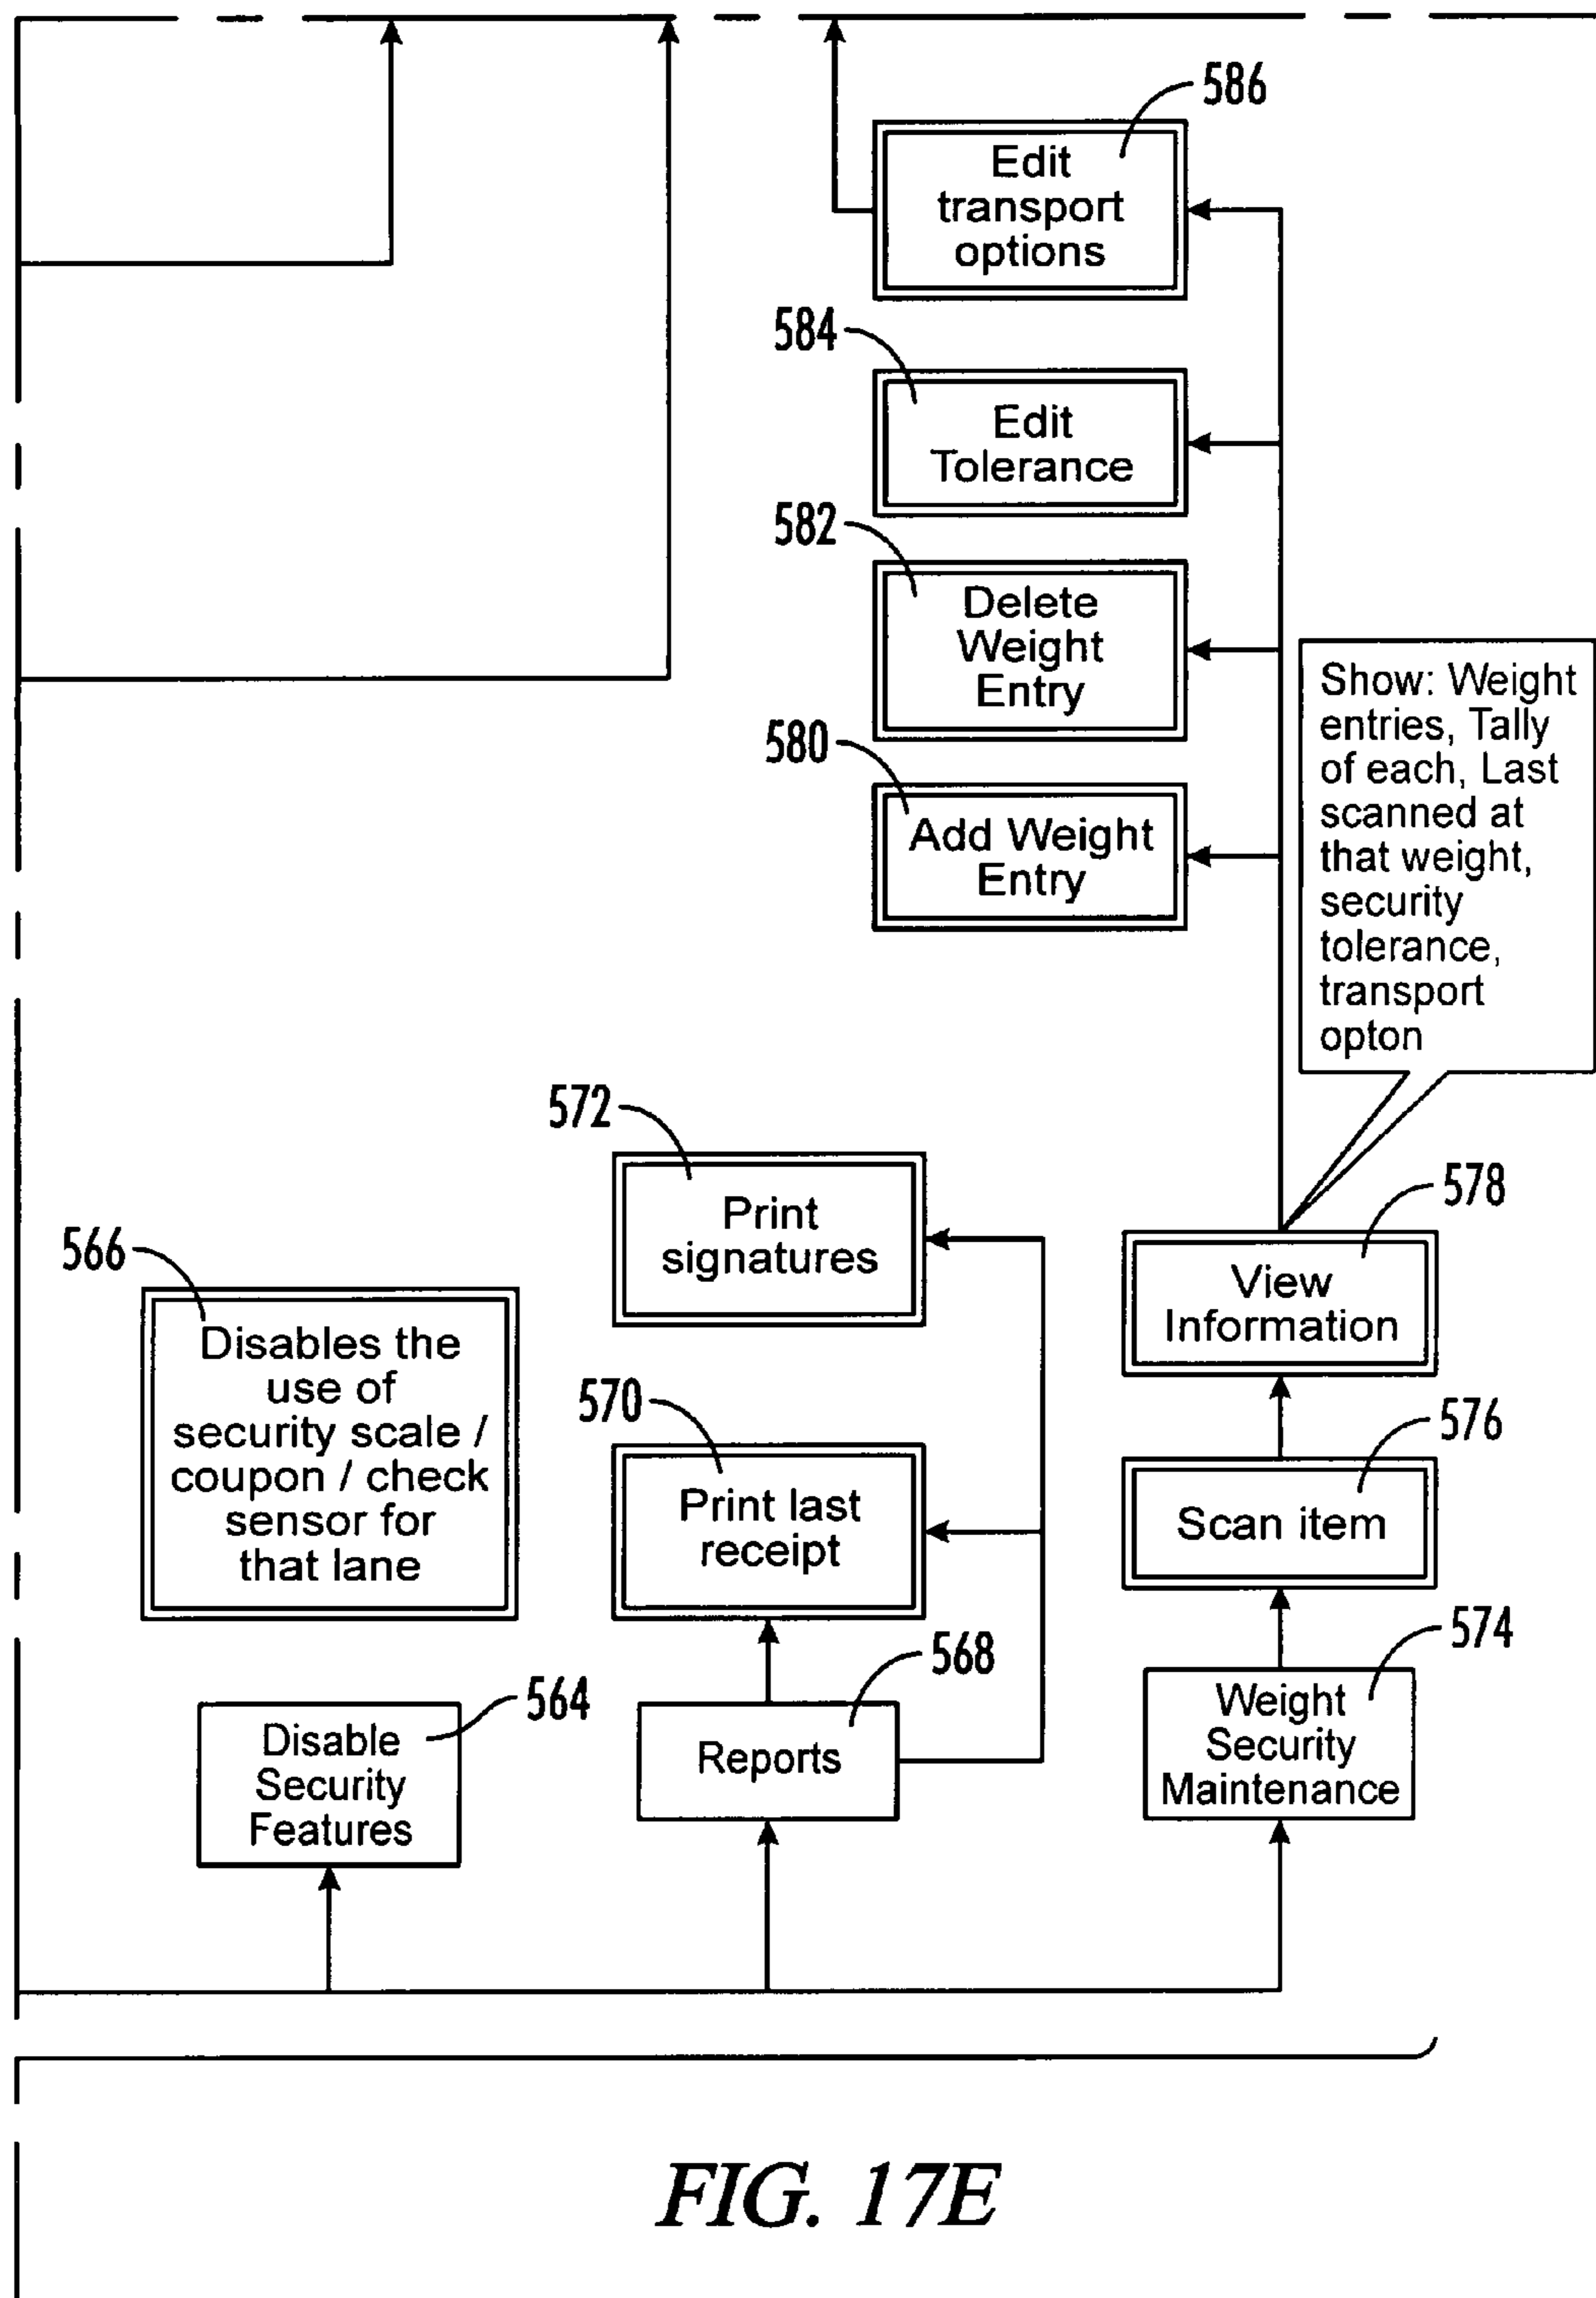 586
Edit
transport
options
584
Edit
Tolerance
582
Delete
Weight
Entry
580
Add Weight
Entry
Show: Weight
entries, Tally
of each, Last
scanned at
that weight,
security
tolerance,
transport
opton
572
Print
signatures
578
View
Information
566
Disables the
use of
security scale /
coupon / check
sensor for
that lane
570
Print last
receipt
576
Scan item
564
Disable
Security
Features
568
Reports
574
Weight
Security
Maintenance
FIG. 17E